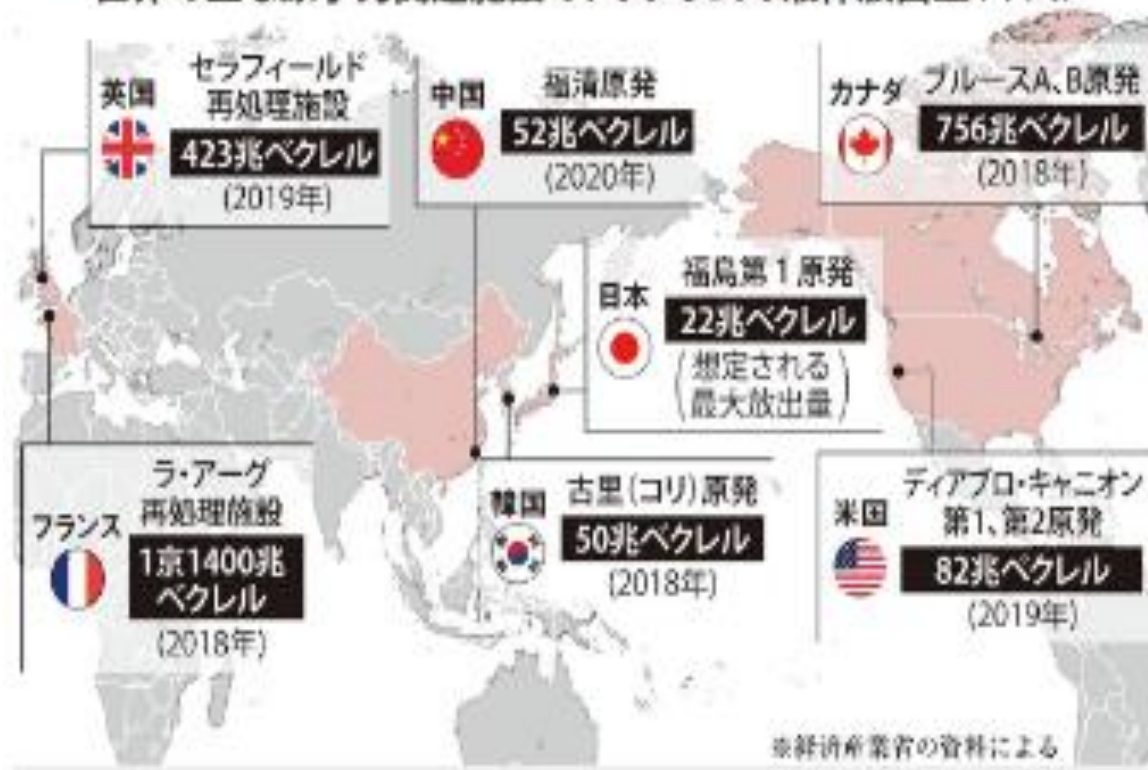 英国
セラフィールド
再処理施設
423兆ベクレル
(2019年)
中国
福清原発
52兆ベクレル
(2020年)
カナダ
ブルースA、B原発
756兆ベクレル
(2018年)
日本
福島第1原発
22兆ベクレル
(想定される
最大放出量)
フランス
ラ・アーグ
再処理施設
1京1400兆
ベクレル
(2018年)
韓国
古里(コリ)原発
50兆ベクレル
(2018年)
米国
ディアブロ・キャニオン
第1、第2原発
82兆ベクレル
(2019年)
※経済産業省の資料による